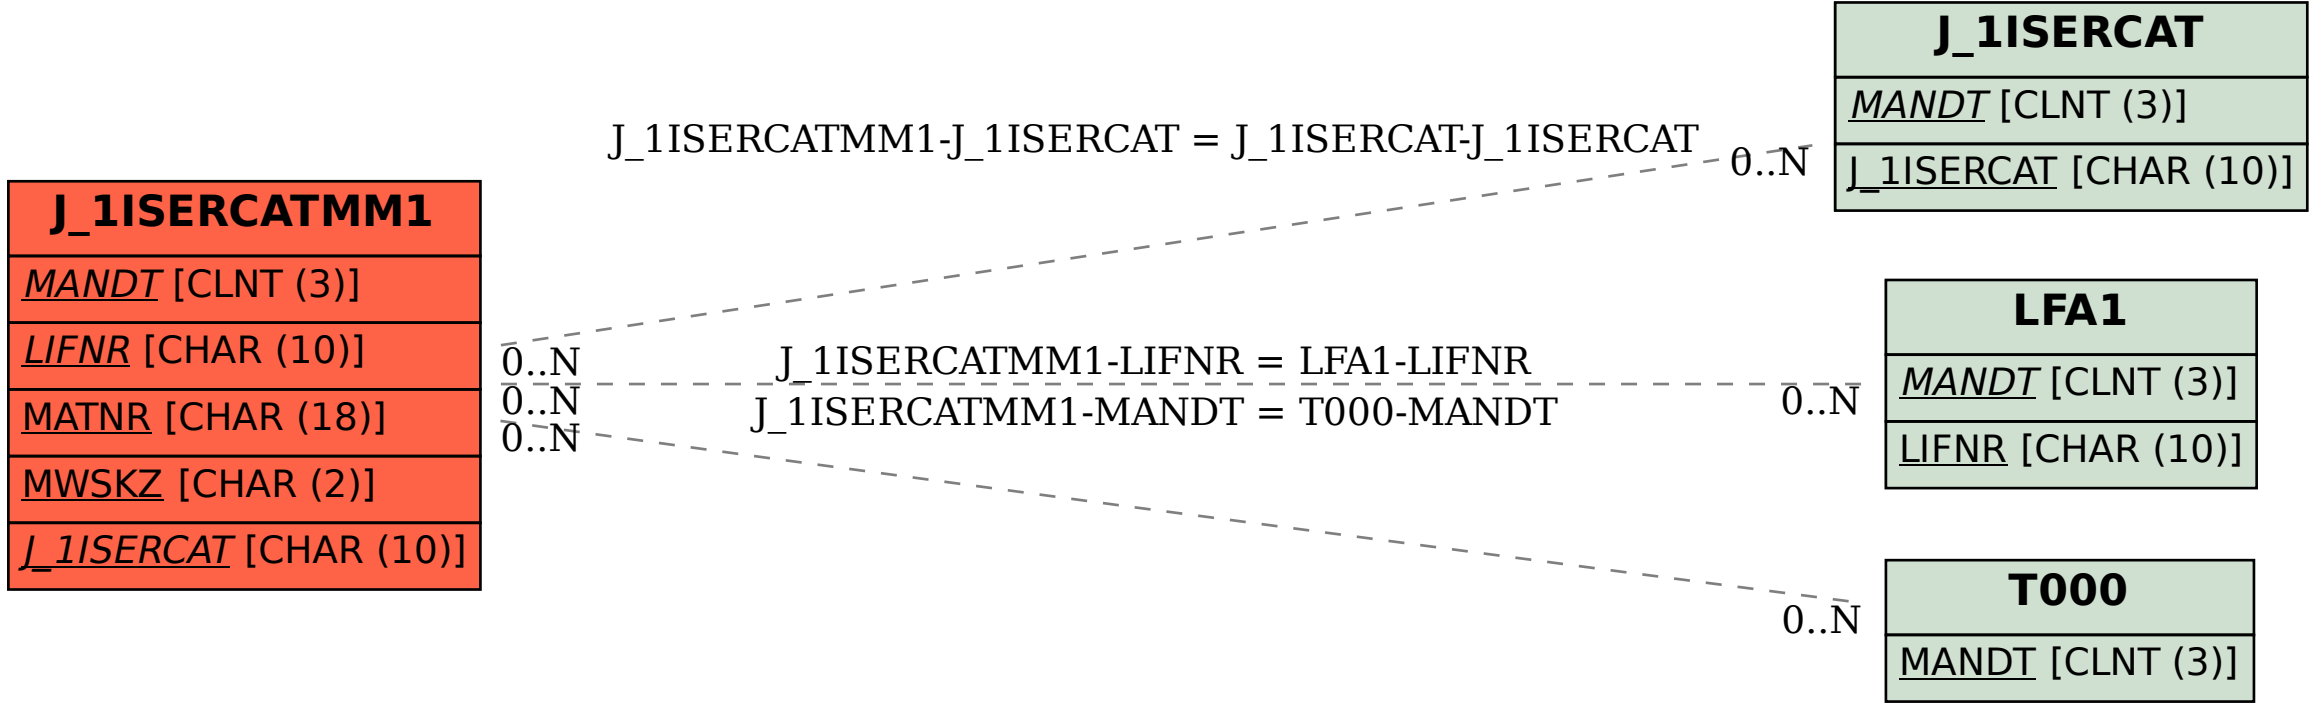 J_1ISERCATMM1
MANDT [CLNT (3)]
LIFNR [CHAR (10)]
MATNR [CHAR (18)]
MWSKZ [CHAR (2)]
J_1ISERCAT [CHAR (10)]
J_1ISERCATMM1-J_1ISERCAT = J_1ISERCAT-J_1ISERCAT
0..N
0..N
J_1ISERCATMM1-LIFNR = LFA1-LIFNR
0..N
0..N
J_1ISERCATMM1-MANDT = T000-MANDT
0..N
0..N
J_1ISERCAT
MANDT [CLNT (3)]
J_1ISERCAT [CHAR (10)]
LFA1
MANDT [CLNT (3)]
LIFNR [CHAR (10)]
T000
MANDT [CLNT (3)]